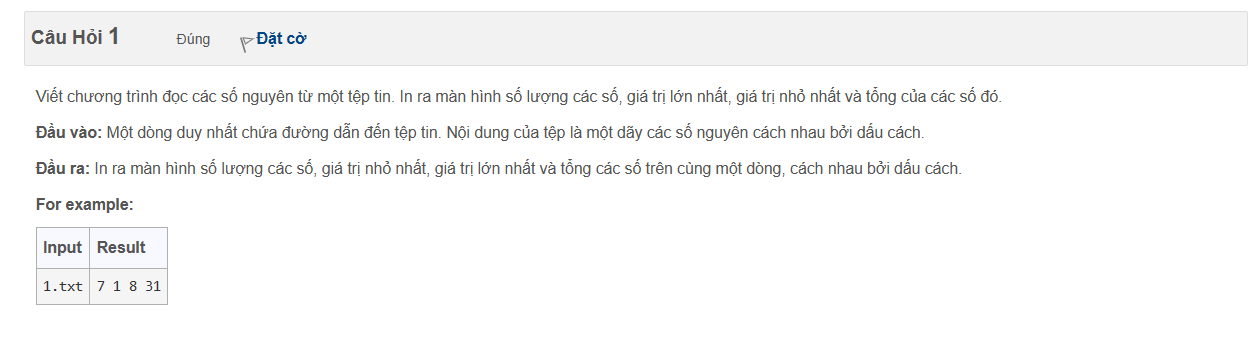 Câu Hỏi 1 Đúng Đặt cờ
Viết chương trình đọc các số nguyên từ một tệp tin. In ra màn hình số lượng các số, giá trị lớn nhất, giá trị nhỏ nhất và tổng của các số đó.
Đầu vào: Một dòng duy nhất chứa đường dẫn đến tệp tin. Nội dung của tệp là một dãy các số nguyên cách nhau bởi dấu cách.
Đầu ra: In ra màn hình số lượng các số, giá trị nhỏ nhất, giá trị lớn nhất và tổng các số trên cùng một dòng, cách nhau bởi dấu cách.
For example:
Input Result
1.txt 7 1 8 31